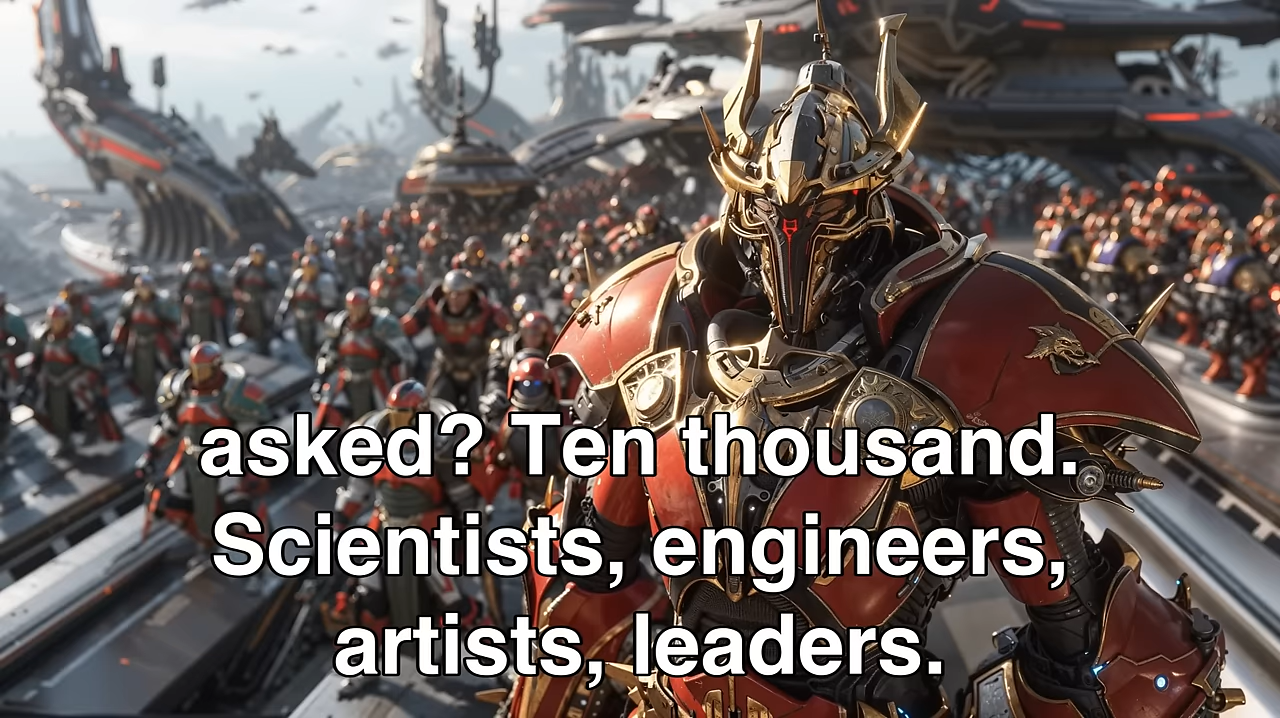 asked? Ten thousand.
Scientists, engineers,
artists, leaders.